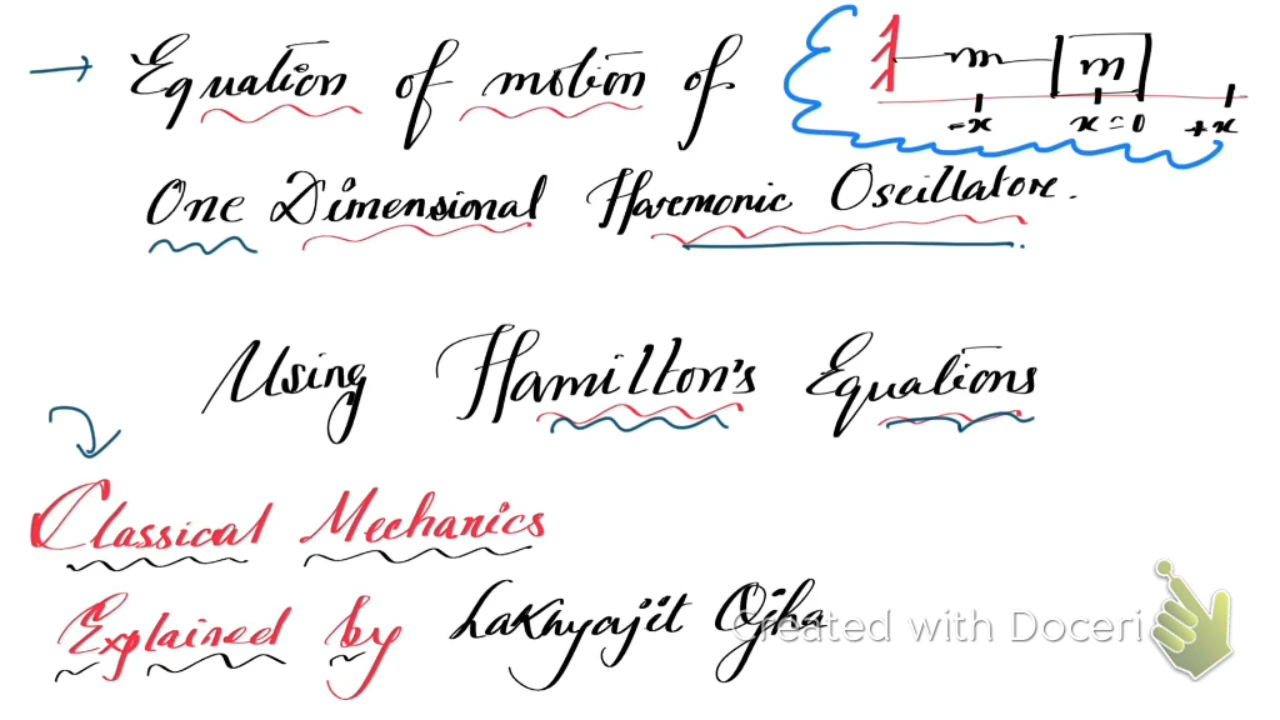 → Equation of motion of
m
-x x=0 +x
One Dimensional Harmonic Oscillator.
Using Hamilton's Equations
Classical Mechanics
Explained by Ojha
Created with Doceri